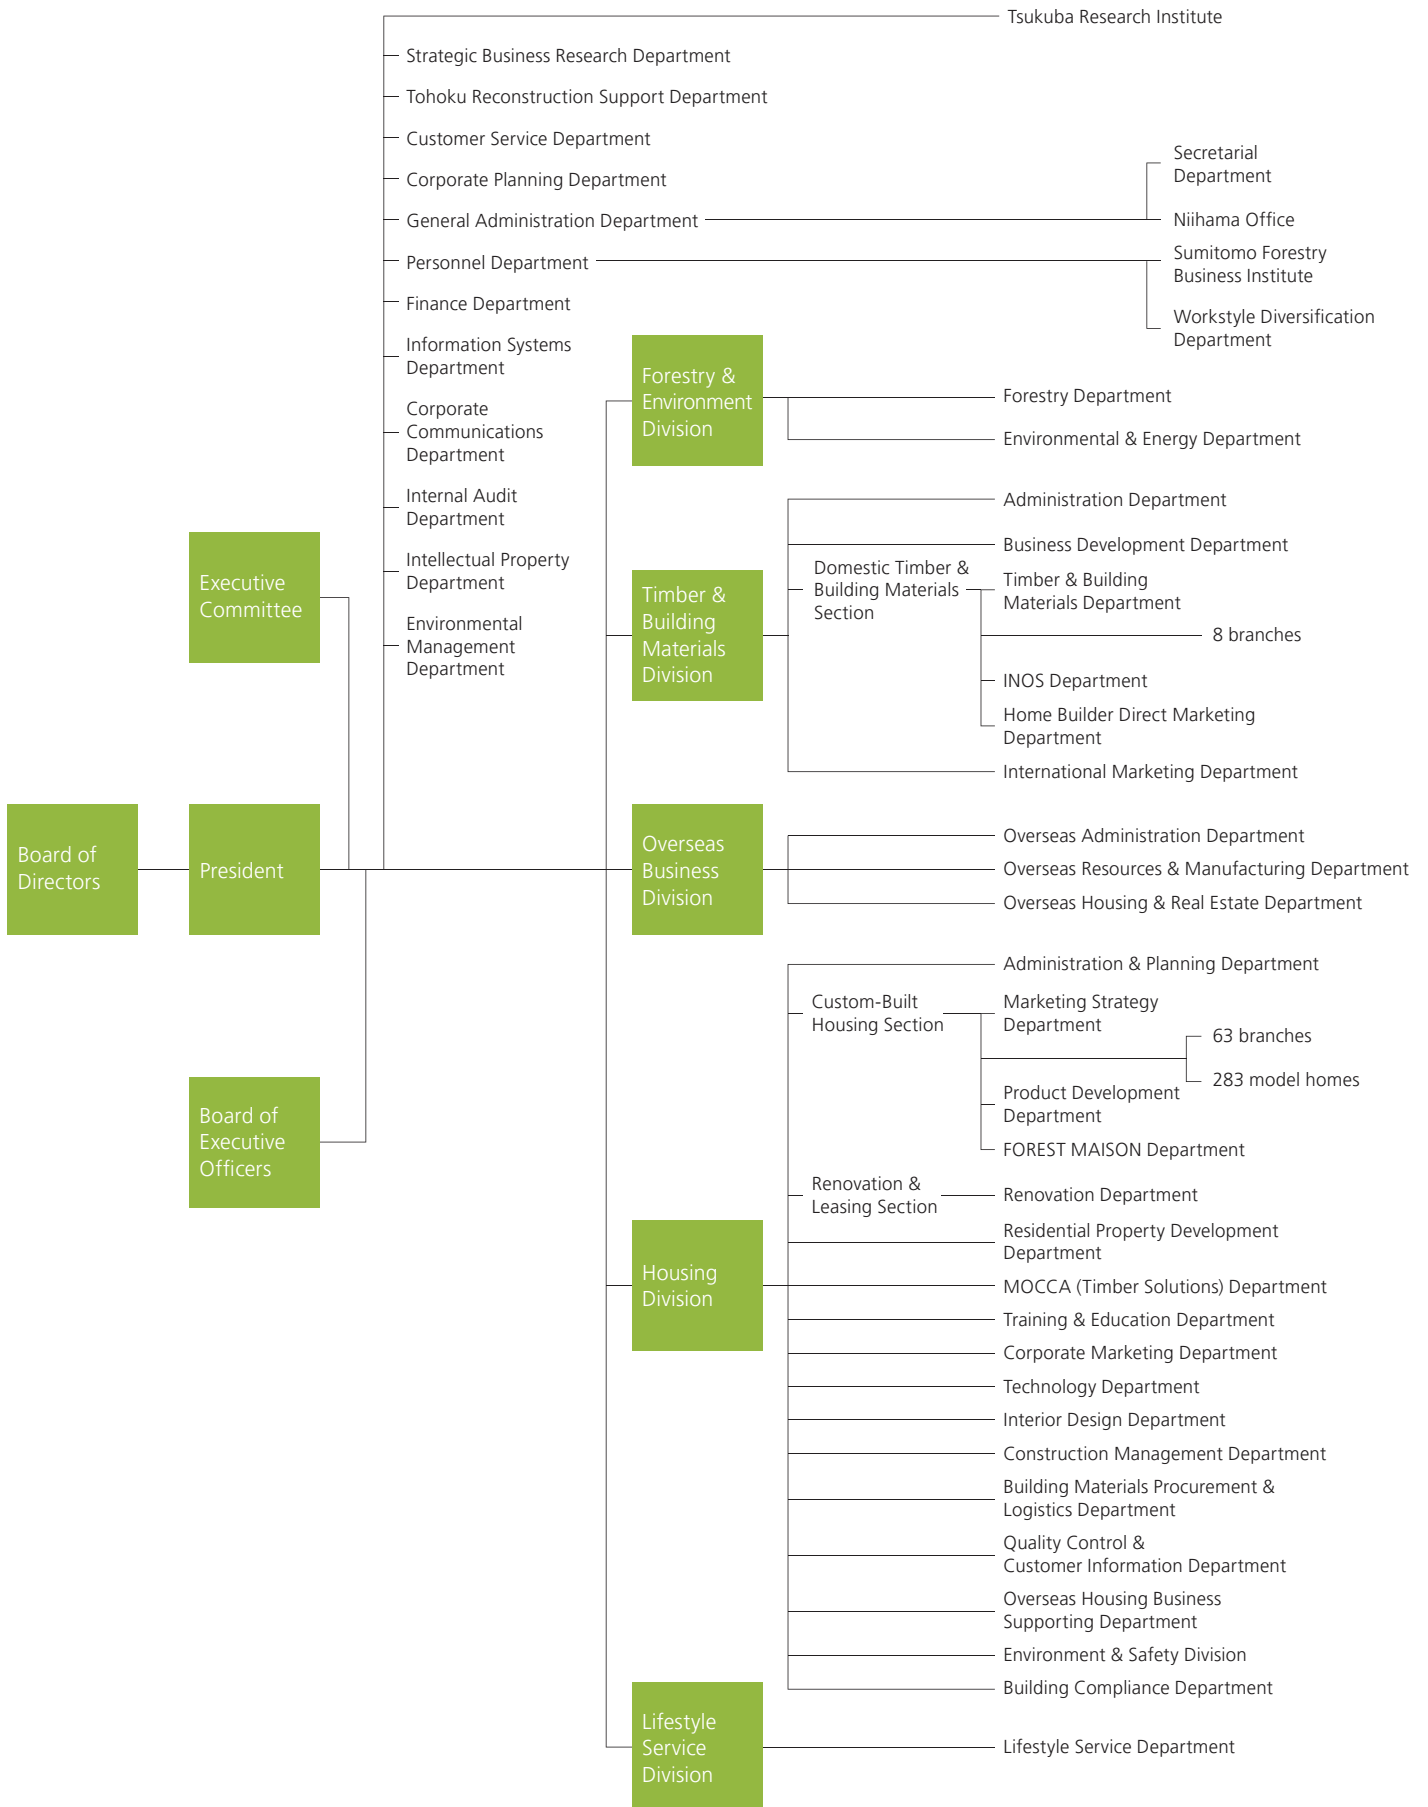 Tsukuba Research Institute
Strategic Business Research Department
Tohoku Reconstruction Support Department
Customer Service Department
Corporate Planning Department
General Administration Department
Secretarial
Department
Niihama Office
Personnel Department
Sumitomo Forestry
Business Institute
Workstyle Diversification
Department
Finance Department
Information Systems
Department
Corporate
Communications
Department
Internal Audit
Department
Intellectual Property
Department
Environmental
Management
Department
Executive
Committee
Board of
Directors
President
Board of
Executive
Officers
Forestry &
Environment
Division
Forestry Department
Environmental & Energy Department
Timber &
Building
Materials
Division
Administration Department
Business Development Department
Domestic Timber &
Building Materials
Section
Timber & Building
Materials Department
8 branches
INOS Department
Home Builder Direct Marketing
Department
International Marketing Department
Overseas
Business
Division
Overseas Administration Department
Overseas Resources & Manufacturing Department
Overseas Housing & Real Estate Department
Housing
Division
Administration & Planning Department
Custom-Built
Housing Section
Marketing Strategy
Department
63 branches
283 model homes
Product Development
Department
FOREST MAISON Department
Renovation &
Leasing Section
Renovation Department
Residential Property Development
Department
MOCCA (Timber Solutions) Department
Training & Education Department
Corporate Marketing Department
Technology Department
Interior Design Department
Construction Management Department
Building Materials Procurement &
Logistics Department
Quality Control &
Customer Information Department
Overseas Housing Business
Supporting Department
Environment & Safety Division
Building Compliance Department
Lifestyle
Service
Division
Lifestyle Service Department